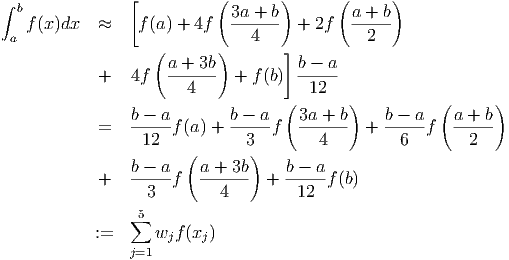 ∫_a^b f(x)dx ≈ [f(a) + 4f((3a + b)/4) + 2f((a + b)/2)
+ 4f((a + 3b)/4) + f(b)] (b − a)/12
= (b − a)/12 f(a) + (b − a)/3 f((3a + b)/4) + (b − a)/6 f((a + b)/2)
+ (b − a)/3 f((a + 3b)/4) + (b − a)/12 f(b)
:= ∑_{j=1}^5 w_j f(x_j)